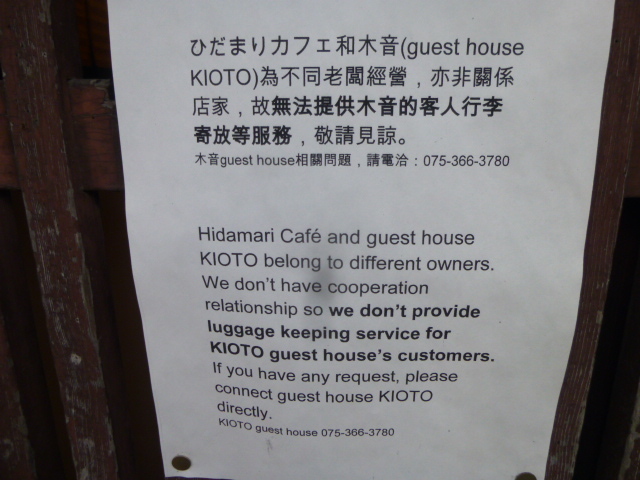 ひだまりカフェ和木音(guest house
KIOTO)為不同老闆經營，亦非關係
店家，故無法提供木音的客人行李
寄放等服務，敬請見諒。
木音guest house相關問題，請電洽：075-366-3780
Hidamari Café and guest house
KIOTO belong to different owners.
We don't have cooperation
relationship so we don't provide
luggage keeping service for
KIOTO guest house's customers.
If you have any request, please
connect guest house KIOTO
directly.
KIOTO guest house 075-366-3780